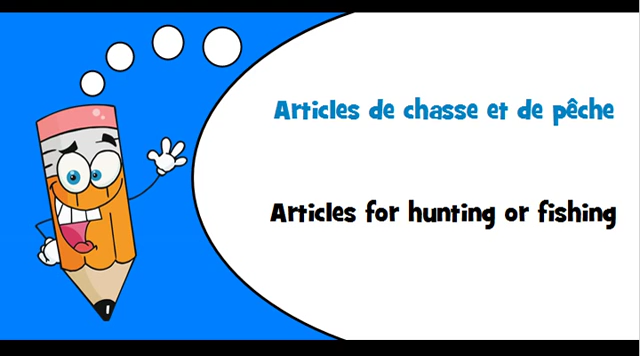 Articles de chasse et de pêche
Articles for hunting or fishing